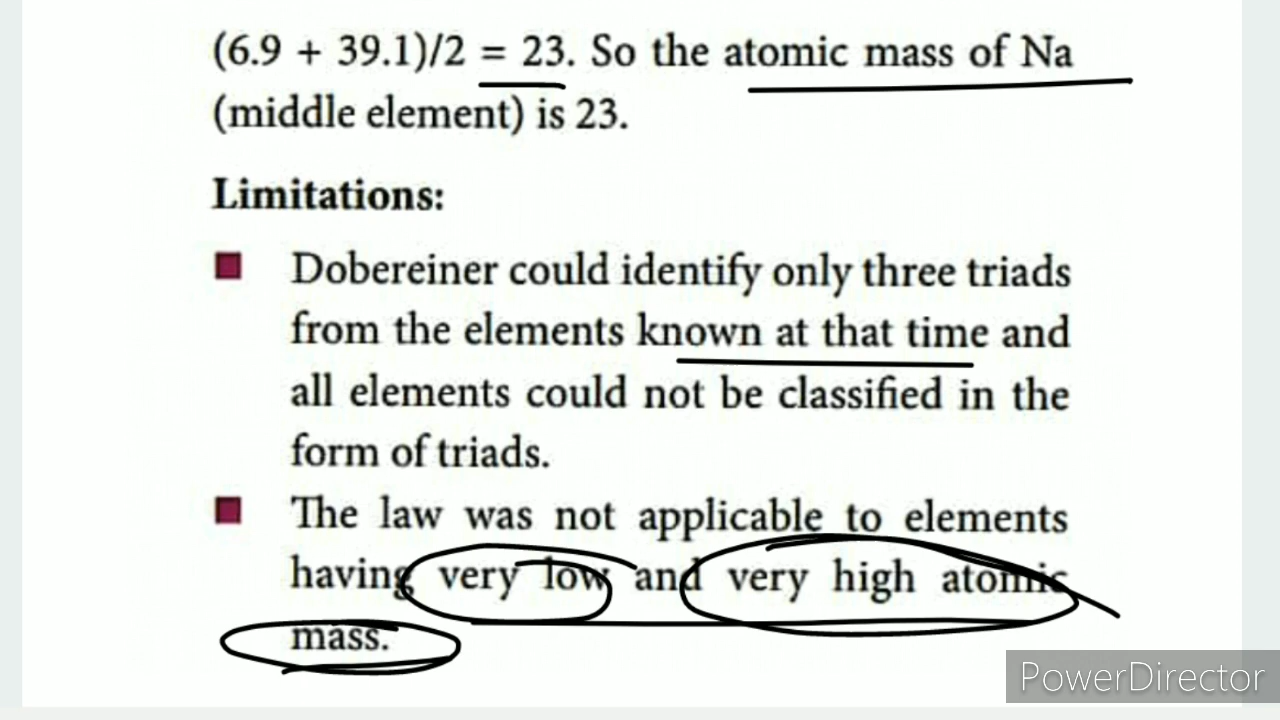 (6.9 + 39.1)/2 = 23. So the atomic mass of Na
(middle element) is 23.
Limitations:
Dobereiner could identify only three triads
from the elements known at that time and
all elements could not be classified in the
form of triads.
The law was not applicable to elements
having very low and very high atomic
mass.
PowerDirector